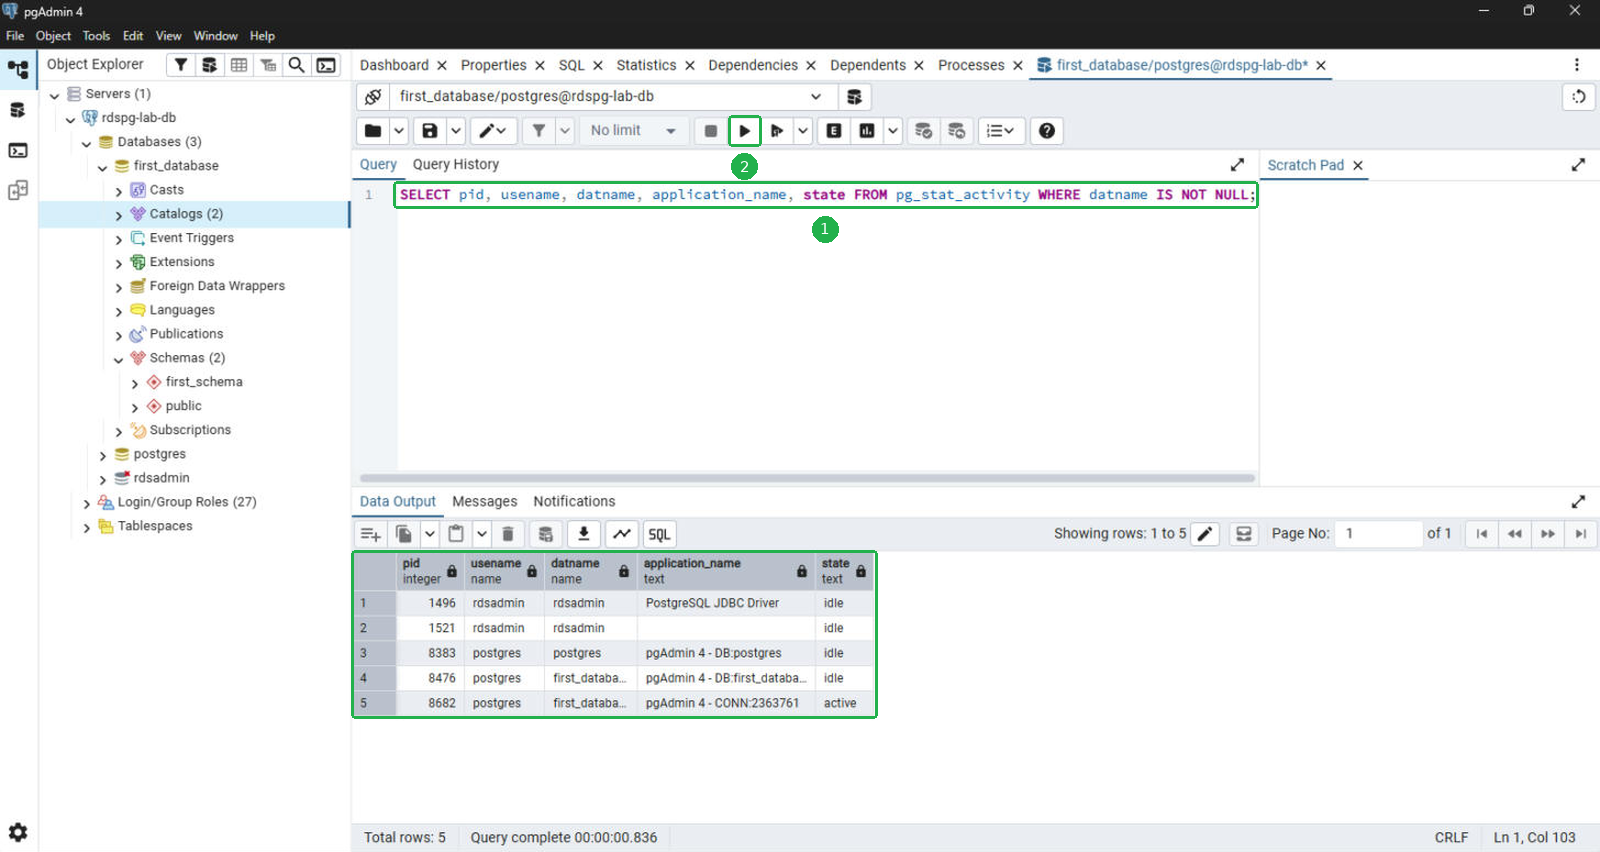 pgAdmin 4
File Object Tools Edit View Window Help
Object Explorer
Servers (1)
rdspg-lab-db
Databases (3)
first_database
Casts
Catalogs (2)
Event Triggers
Extensions
Foreign Data Wrappers
Languages
Publications
Schemas (2)
first_schema
public
Subscriptions
postgres
rdsadmin
Login/Group Roles (27)
Tablespaces
Dashboard Properties SQL Statistics Dependencies Dependents Processes first_database/postgres@rdspg-lab-db*
first_database/postgres@rdspg-lab-db
No limit E
Query Query History 2 Scratch Pad
1 SELECT pid, usename, datname, application_name, state FROM pg_stat_activity WHERE datname IS NOT NULL;
1
Data Output Messages Notifications
SQL Showing rows: 1 to 5 Page No: 1 of 1
pid usename datname application_name state
integer name name text text
1 1496 rdsadmin rdsadmin PostgreSQL JDBC Driver idle
2 1521 rdsadmin rdsadmin idle
3 8383 postgres postgres pgAdmin 4 - DB:postgres idle
4 8476 postgres first_databa... pgAdmin 4 - DB:first_databa... idle
5 8682 postgres first_databa... pgAdmin 4 - CONN:2363761 active
Total rows: 5 Query complete 00:00:00.836 CRLF Ln 1, Col 103